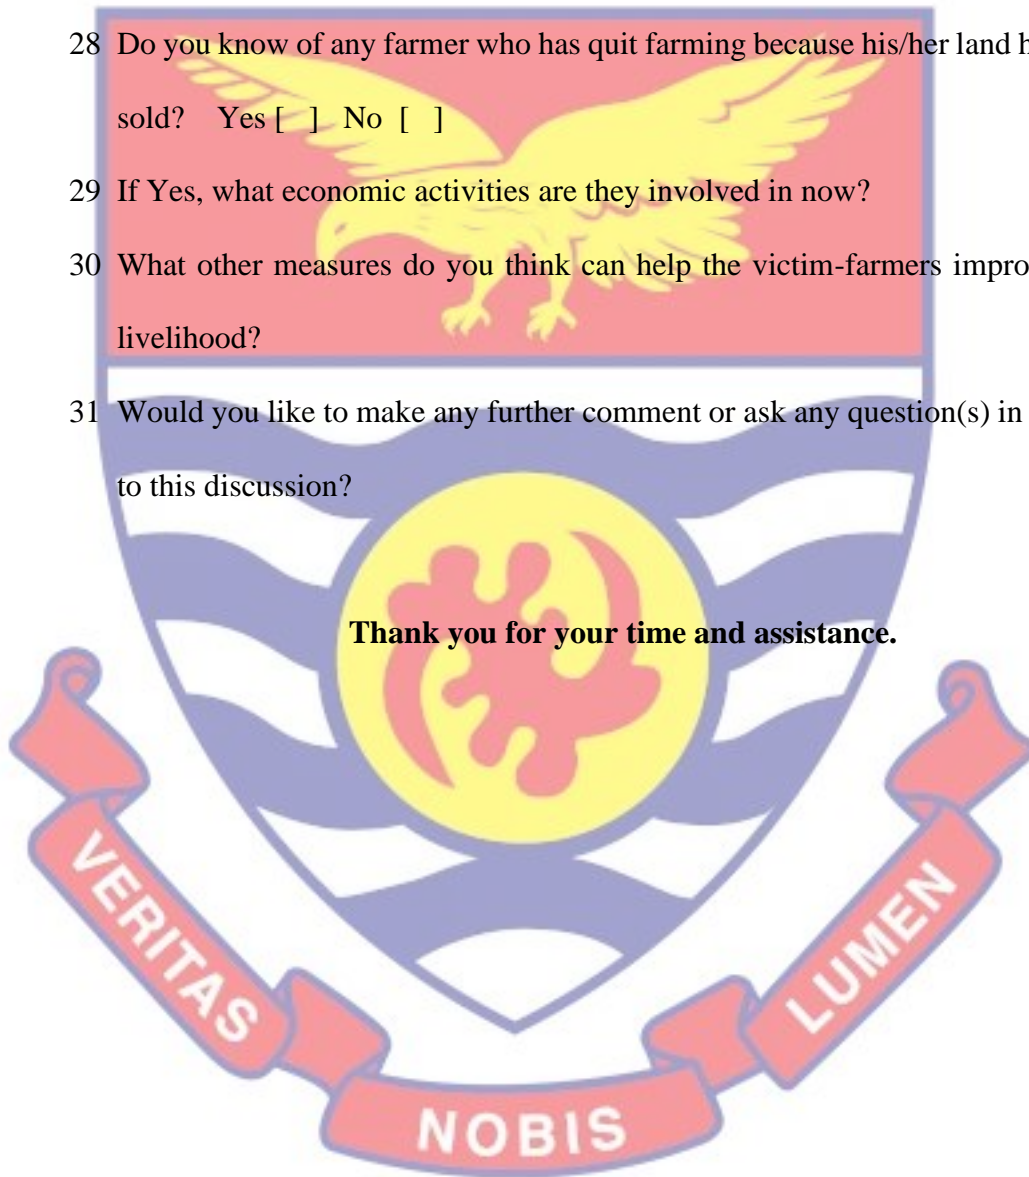 28 Do you know of any farmer who has quit farming because his/her land h
sold? Yes [ ] No [ ]
29 If Yes, what economic activities are they involved in now?
30 What other measures do you think can help the victim-farmers impro
livelihood?
31 Would you like to make any further comment or ask any question(s) in
to this discussion?
Thank you for your time and assistance.
VERITAS
NOBIS
LUMEN